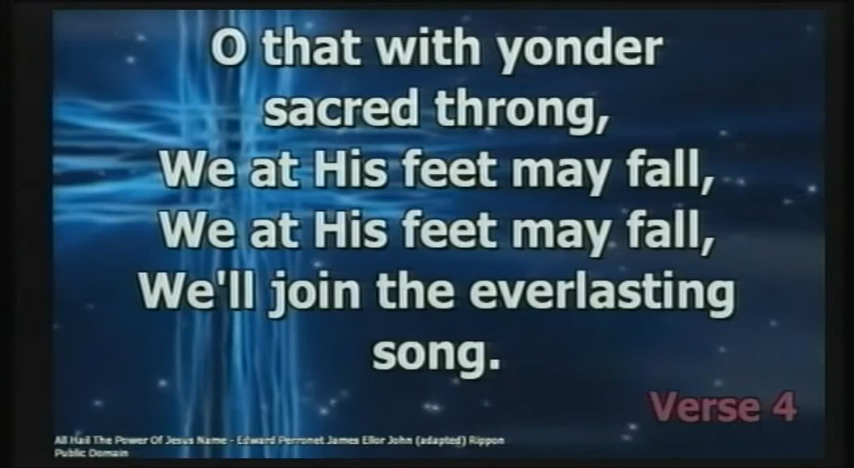 O that with yonder
sacred throng,
We at His feet may fall,
We at His feet may fall,
We'll join the everlasting
song.
Verse 4
All Hail The Power Of Jesus Name - Edward Perronet James Ellor John (adapted) Rippon
Public Domain